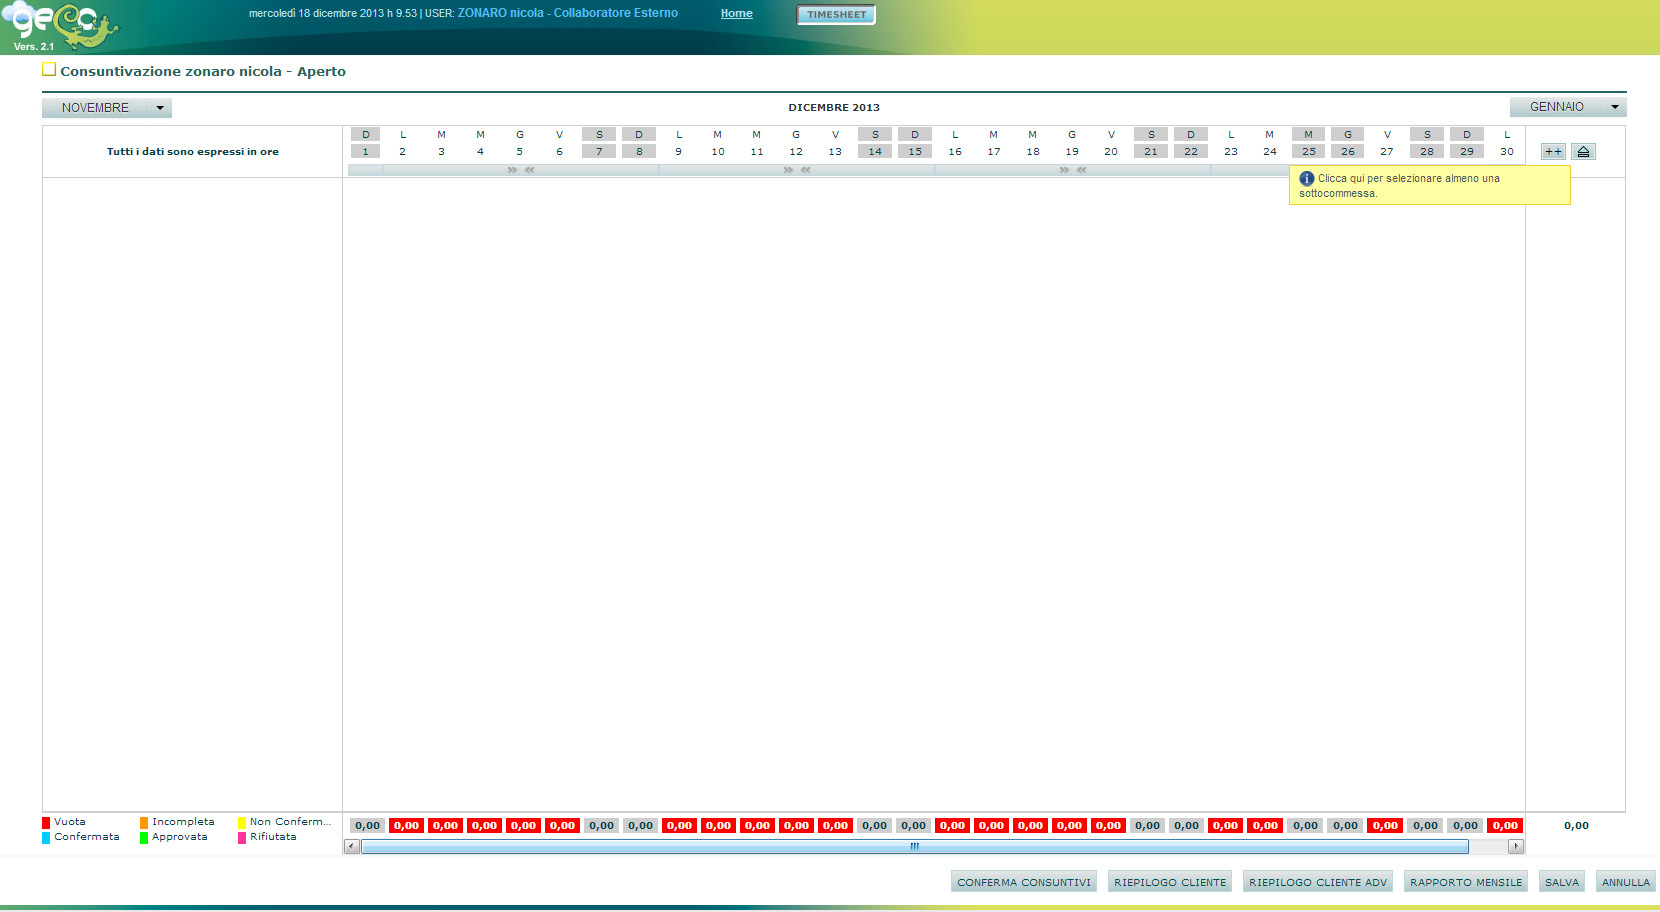 geco
Vers. 2.1
mercoledì 18 dicembre 2013 h 9.53 | USER: ZONARO nicola - Collaboratore Esterno
Home
TIMESHEET
Consuntivazione zonaro nicola - Aperto
NOVEMBRE
DICEMBRE 2013
GENNAIO
D L M M G V S D L M M G V S D L M M G V S D L M M G V S D L
Tutti i dati sono espressi in ore
1 2 3 4 5 6 7 8 9 10 11 12 13 14 15 16 17 18 19 20 21 22 23 24 25 26 27 28 29 30
++
Clicca qui per selezionare almeno una
sottocommessa.
Vuota Incompleta Non Conferm...
Confermata Approvata Rifiutata
0,00 0,00 0,00 0,00 0,00 0,00 0,00 0,00 0,00 0,00 0,00 0,00 0,00 0,00 0,00 0,00 0,00 0,00 0,00 0,00 0,00 0,00 0,00 0,00 0,00 0,00 0,00 0,00 0,00 0,00 0,00
CONFERMA CONSUNTIVI RIEPILOGO CLIENTE RIEPILOGO CLIENTE ADV RAPPORTO MENSILE SALVA ANNULLA